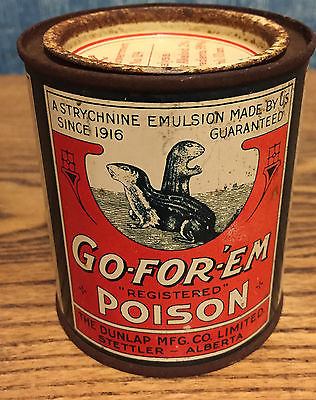 A STRYCHNINE EMULSION MADE BY US
SINCE 1916 GUARANTEED
GO-FOR-'EM
"REGISTERED"
POISON
THE DUNLAP MFG. CO. LIMITED
STETTLER - ALBERTA